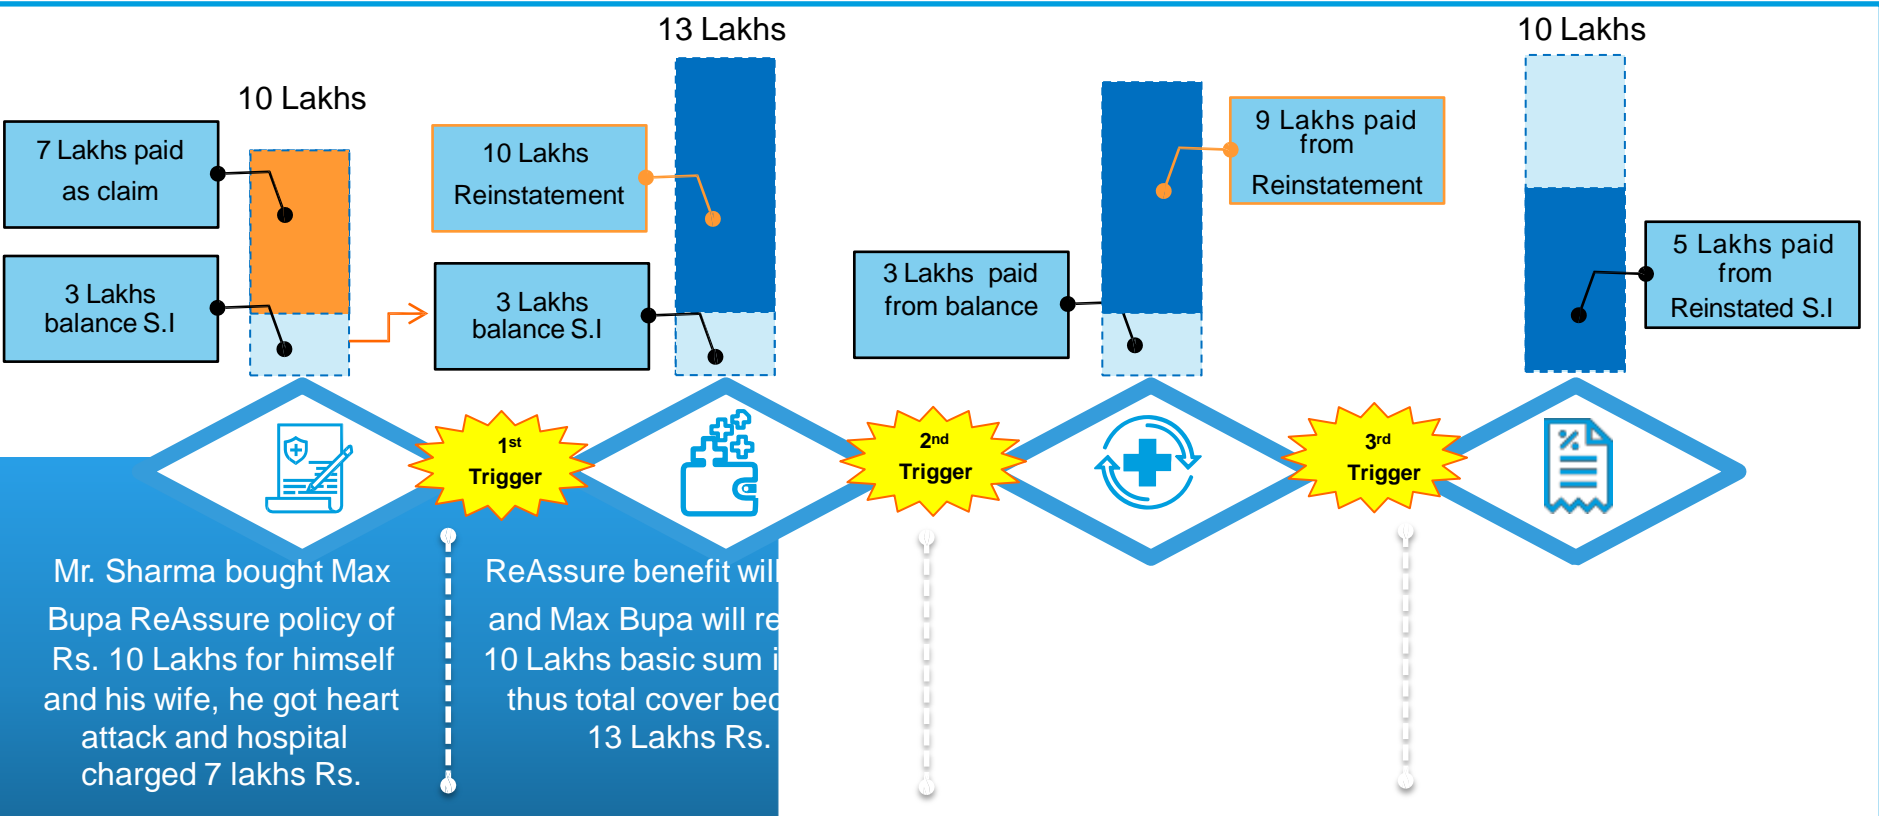 10 Lakhs
7 Lakhs paid
as claim
3 Lakhs
balance S.I
13 Lakhs
10 Lakhs
Reinstatement
3 Lakhs
balance S.I
3 Lakhs paid
from balance
9 Lakhs paid
from
Reinstatement
10 Lakhs
5 Lakhs paid
from
Reinstated S.I
1st
Trigger
2nd
Trigger
3rd
Trigger
Mr. Sharma bought Max
Bupa ReAssure policy of
Rs. 10 Lakhs for himself
and his wife, he got heart
attack and hospital
charged 7 lakhs Rs.
ReAssure benefit will
and Max Bupa will re
10 Lakhs basic sum i
thus total cover bec
13 Lakhs Rs.